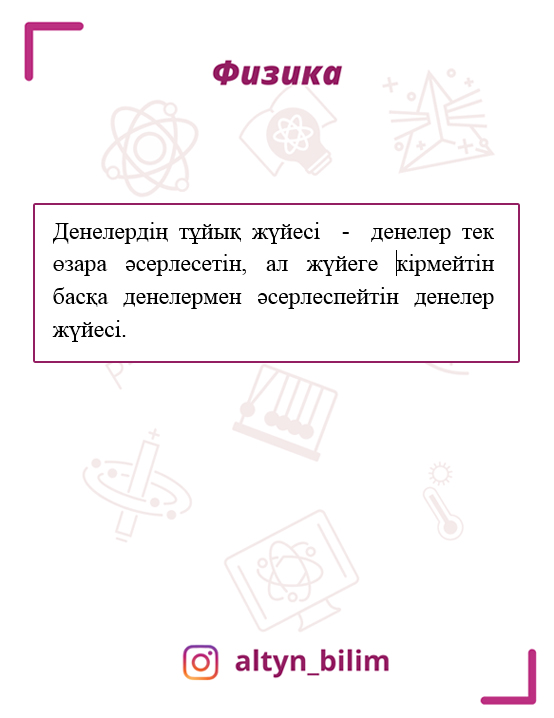 Физика
Денелердің тұйық жүйесі - денелер тек
өзара әсерлесетін, ал жүйеге кірмейтін
басқа денелермен әсерлеспейтін денелер
жүйесі.
altyn_bilim